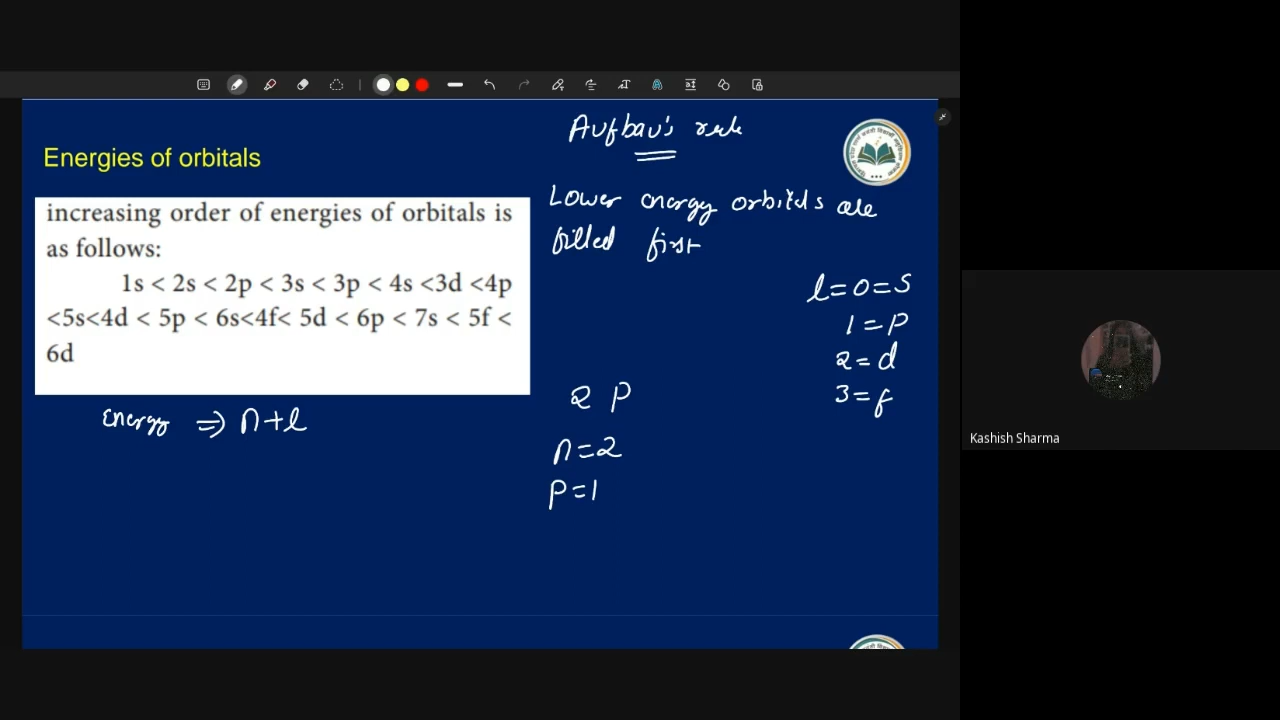 Aufbau's rule
Energies of orbitals
Lower energy orbitals are
filled first
increasing order of energies of orbitals is
as follows:
1s < 2s < 2p < 3s < 3p < 4s <3d <4p
<5s<4d < 5p < 6s<4f< 5d < 6p < 7s < 5f <
6d
Energy ⇒ n+l
l=0=s
1=p
2=d
3=f
2 p
n=2
p=1
Kashish Sharma